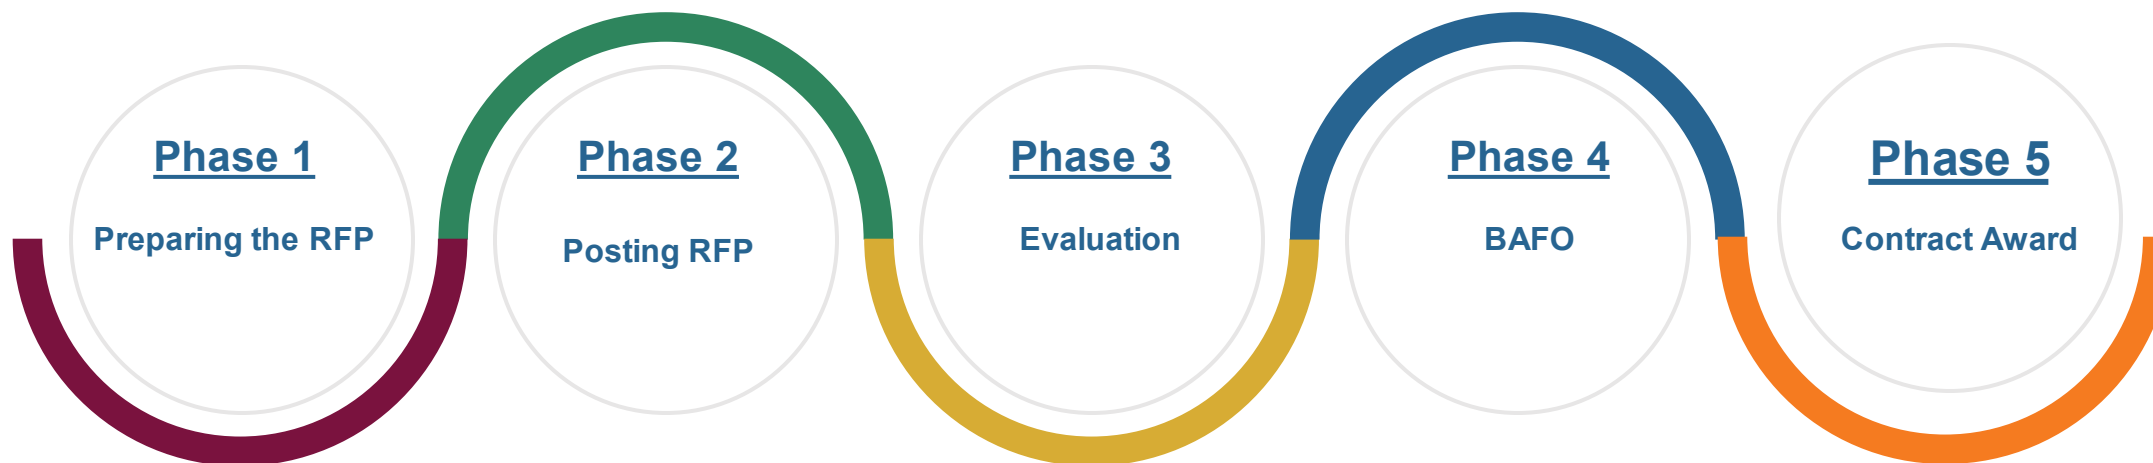 Phase 1
Preparing the RFP
Phase 2
Posting RFP
Phase 3
Evaluation
Phase 4
BAFO
Phase 5
Contract Award